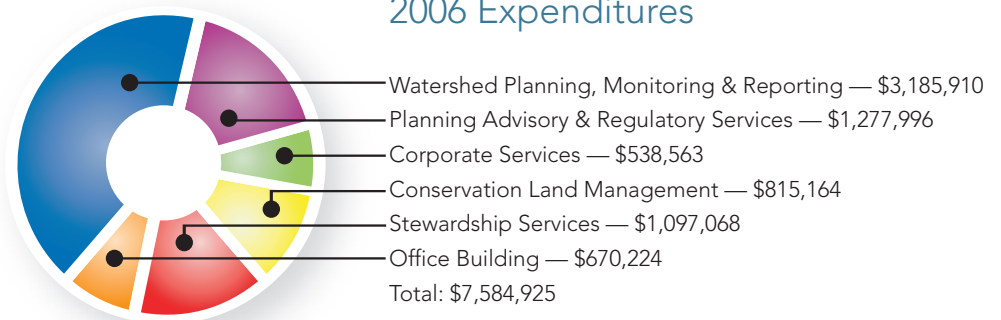 2006 Expenditures
Watershed Planning, Monitoring & Reporting — $3,185,910
Planning Advisory & Regulatory Services — $1,277,996
Corporate Services — $538,563
Conservation Land Management — $815,164
Stewardship Services — $1,097,068
Office Building — $670,224
Total: $7,584,925